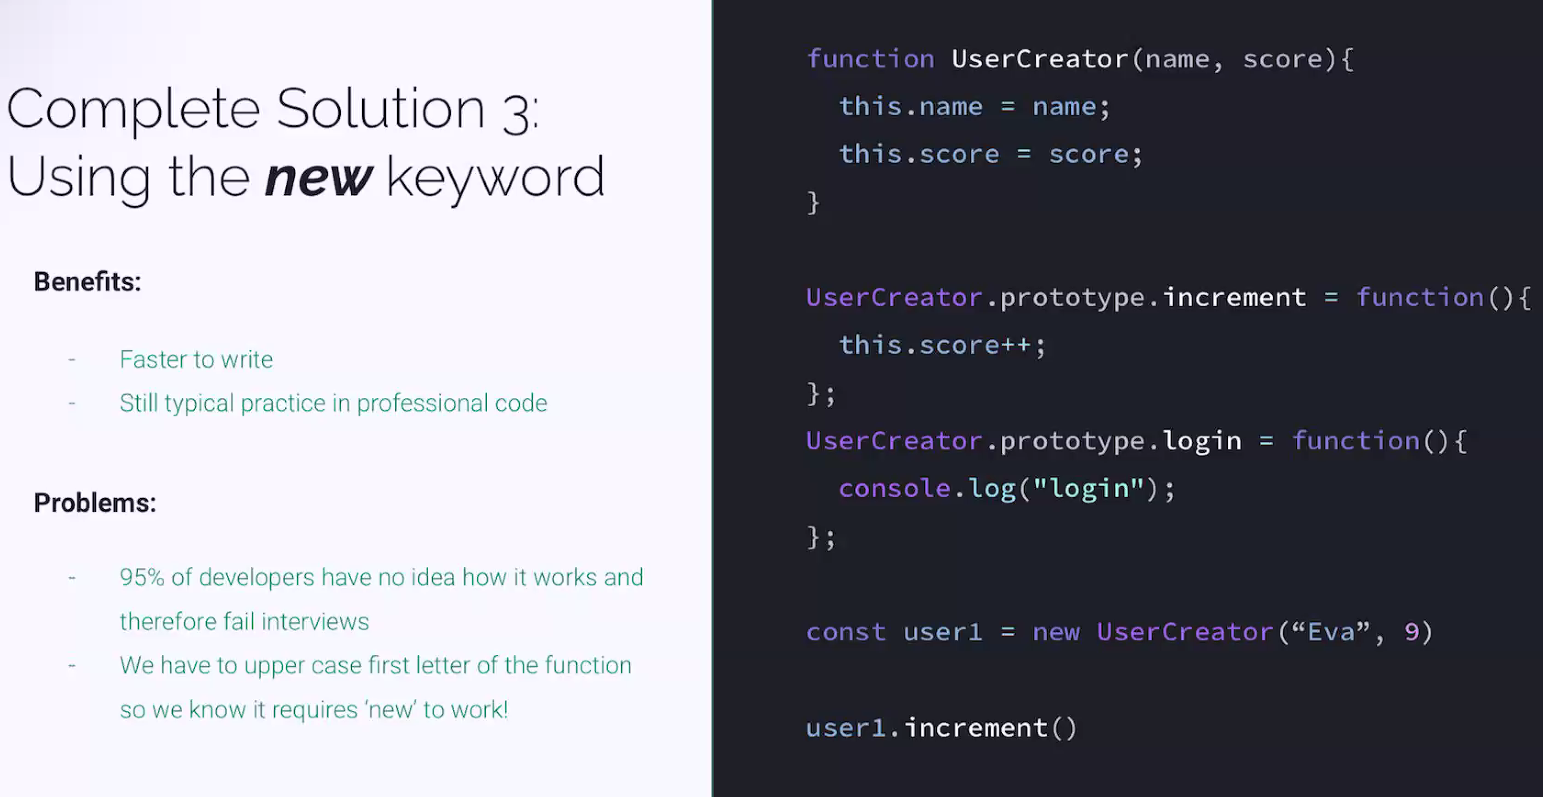 Complete Solution 3:
Using the new keyword
Benefits:
- Faster to write
- Still typical practice in professional code
Problems:
- 95% of developers have no idea how it works and
therefore fail interviews
- We have to upper case first letter of the function
so we know it requires ‘new’ to work!
function UserCreator(name, score){
  this.name = name;
  this.score = score;
}
UserCreator.prototype.increment = function(){
  this.score++;
};
UserCreator.prototype.login = function(){
  console.log("login");
};
const user1 = new UserCreator(“Eva”, 9)
user1.increment()